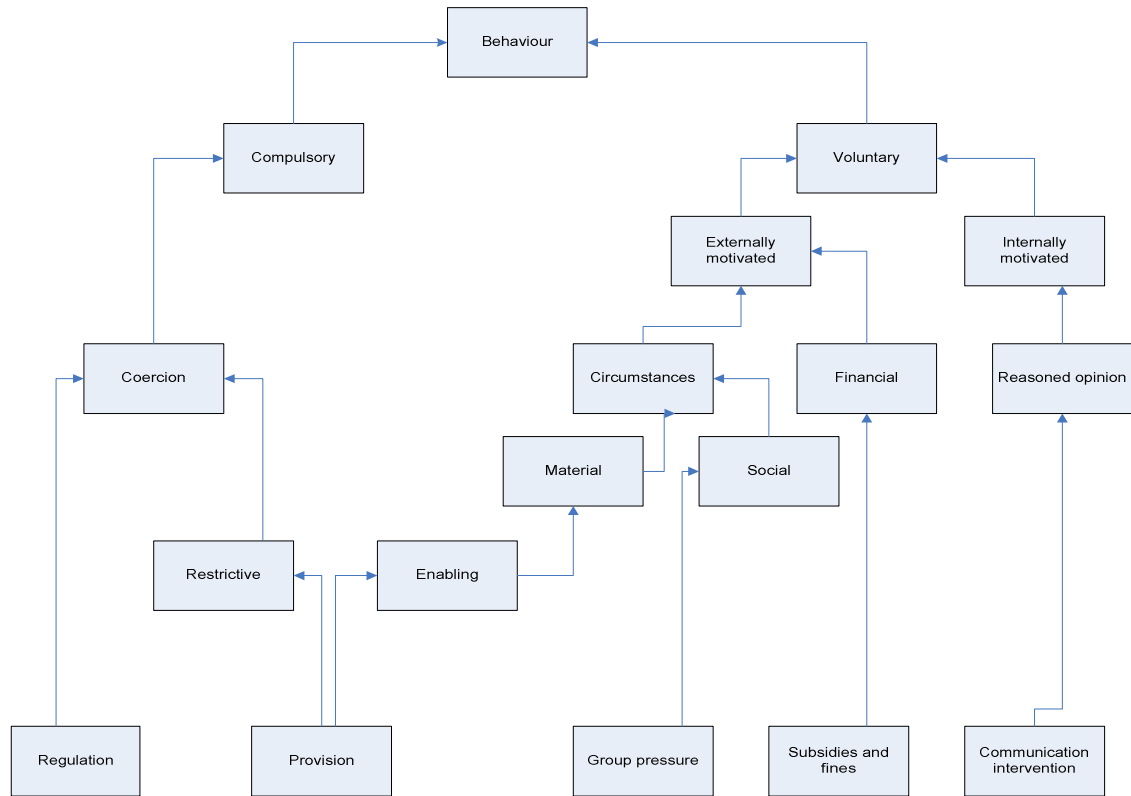 Behaviour
Compulsory
Voluntary
Externally
motivated
Internally
motivated
Coercion
Circumstances
Financial
Reasoned opinion
Material
Social
Restrictive
Enabling
Regulation
Provision
Group pressure
Subsidies and
fines
Communication
intervention